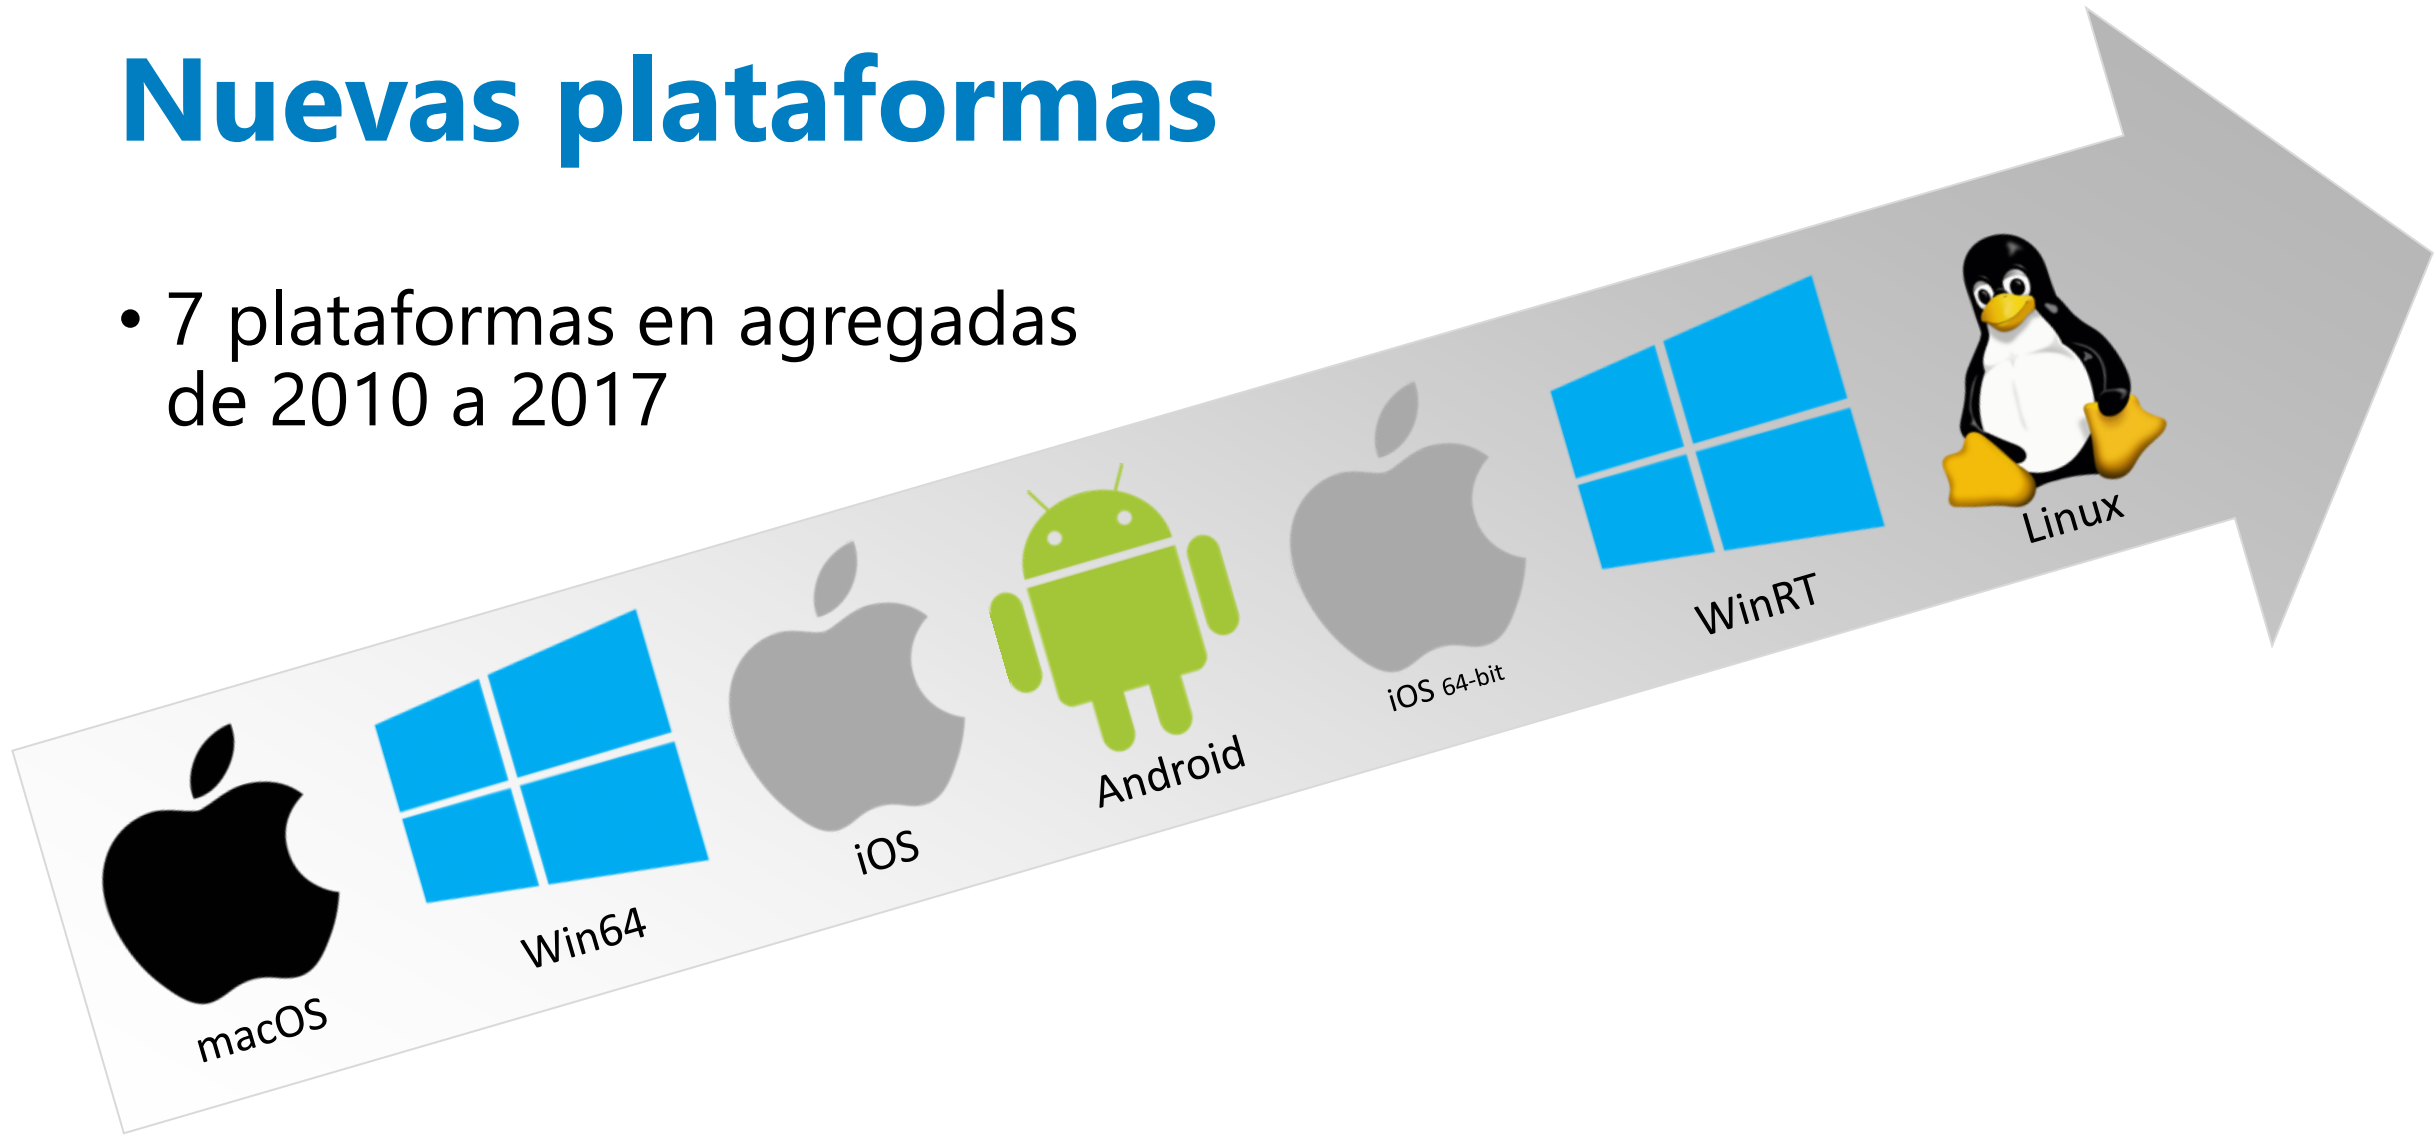 Nuevas plataformas
• 7 plataformas en agregadas
de 2010 a 2017
macOS
Win64
iOS
Android
iOS 64-bit
WinRT
Linux